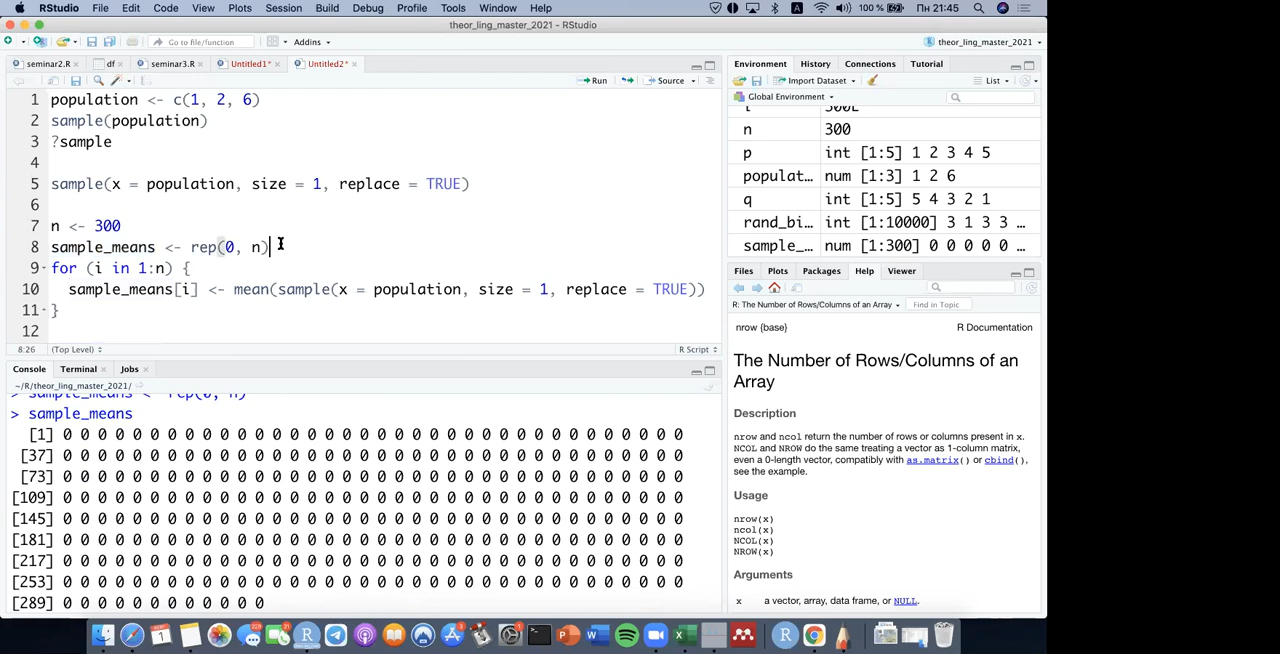 RStudio File Edit Code View Plots Session Build Debug Profile Tools Window Help A 100 % Пн 21:45
theor_ling_master_2021 - RStudio
Go to file/function Addins theor_ling_master_2021
seminar2.R df seminar3.R Untitled1* Untitled2*
Run Source
1 population <- c(1, 2, 6)
2 sample(population)
3 ?sample
4
5 sample(x = population, size = 1, replace = TRUE)
6
7 n <- 300
8 sample_means <- rep(0, n)
9 for (i in 1:n) {
10 sample_means[i] <- mean(sample(x = population, size = 1, replace = TRUE))
11 }
12
8:26 (Top Level) R Script
Console Terminal Jobs
~/R/theor_ling_master_2021/
> sample_means <- rep(0, n)
> sample_means
[1] 0 0 0 0 0 0 0 0 0 0 0 0 0 0 0 0 0 0 0 0 0 0 0 0 0 0 0 0 0 0 0 0 0 0 0 0
[37] 0 0 0 0 0 0 0 0 0 0 0 0 0 0 0 0 0 0 0 0 0 0 0 0 0 0 0 0 0 0 0 0 0 0 0 0
[73] 0 0 0 0 0 0 0 0 0 0 0 0 0 0 0 0 0 0 0 0 0 0 0 0 0 0 0 0 0 0 0 0 0 0 0 0
[109] 0 0 0 0 0 0 0 0 0 0 0 0 0 0 0 0 0 0 0 0 0 0 0 0 0 0 0 0 0 0 0 0 0 0 0 0
[145] 0 0 0 0 0 0 0 0 0 0 0 0 0 0 0 0 0 0 0 0 0 0 0 0 0 0 0 0 0 0 0 0 0 0 0 0
[181] 0 0 0 0 0 0 0 0 0 0 0 0 0 0 0 0 0 0 0 0 0 0 0 0 0 0 0 0 0 0 0 0 0 0 0 0
[217] 0 0 0 0 0 0 0 0 0 0 0 0 0 0 0 0 0 0 0 0 0 0 0 0 0 0 0 0 0 0 0 0 0 0 0 0
[253] 0 0 0 0 0 0 0 0 0 0 0 0 0 0 0 0 0 0 0 0 0 0 0 0 0 0 0 0 0 0 0 0 0 0 0 0
[289] 0 0 0 0 0 0 0 0 0 0 0 0
Environment History Connections Tutorial
Import Dataset List
Global Environment
300L
n 300
p int [1:5] 1 2 3 4 5
populat… num [1:3] 1 2 6
q int [1:5] 5 4 3 2 1
rand_bi… int [1:10000] 3 1 3 3 …
sample_… num [1:300] 0 0 0 0 0 …
Files Plots Packages Help Viewer
R: The Number of Rows/Columns of an Array Find in Topic
nrow {base} R Documentation
The Number of Rows/Columns of an
Array
Description
nrow and ncol return the number of rows or columns present in x.
NCOL and NROW do the same treating a vector as 1-column matrix,
even a 0-length vector, compatibly with as.matrix() or cbind(),
see the example.
Usage
nrow(x)
ncol(x)
NCOL(x)
NROW(x)
Arguments
x a vector, array, data frame, or NULL.